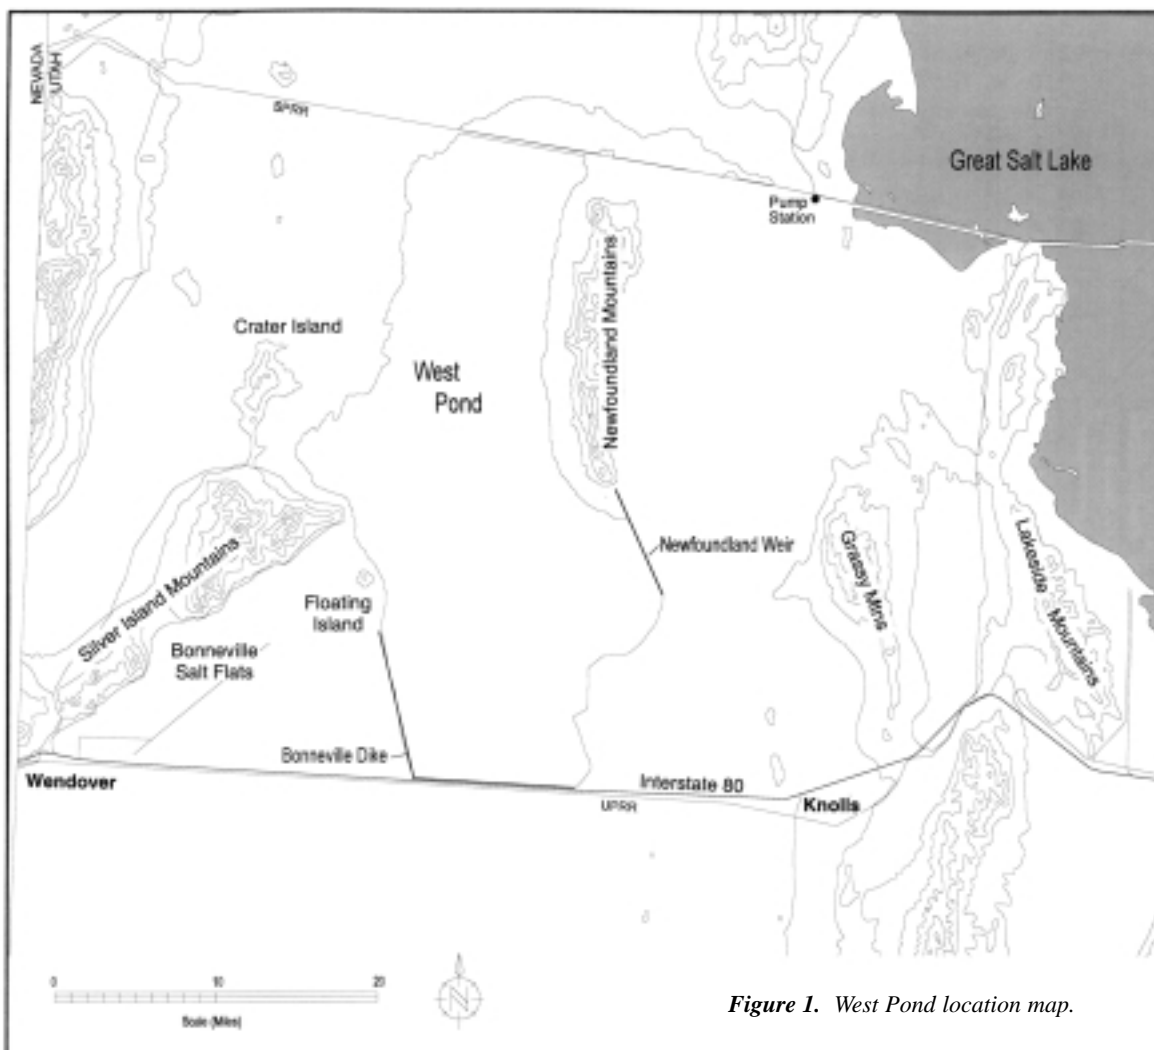 NEVADA
UTAH
SPRR
Great Salt Lake
Pump
Station
Newfoundland Mountains
Crater Island
West
Pond
Newfoundland Weir
Grassy Mtns
Lakeside Mountains
Silver Island Mountains
Floating
Island
Bonneville
Salt Flats
Bonneville Dike
Wendover
Interstate 80
UPRR
Knolls
0 10 20
Scale (Miles)
N
Figure 1. West Pond location map.